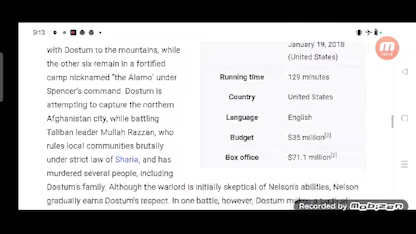 9:13
with Dostum to the mountains, while
the other six remain in a fortified
camp nicknamed "the Alamo' under
Spencer's command. Dostum is
attempting to capture the northern
Afghanistan city, while battling
Taliban leader Mullah Razzan, who
rules local communities brutally
under strict law of Sharia, and has
murdered several people, including
Dostum's family. Although the warlord is initially skeptical of Nelson's abilities, Nelson
gradually earns Dostum's respect. In one battle, however, Dostum makes a tactical
January 19, 2018
(United States)
Running time 129 minutes
Country United States
Language English
Budget $35 million
Box office $71.1 million
Recorded by Mobizen